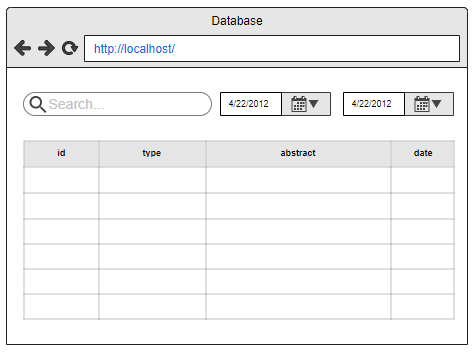 Database
http://localhost/
Search...
4/22/2012
4/22/2012
id type abstract date